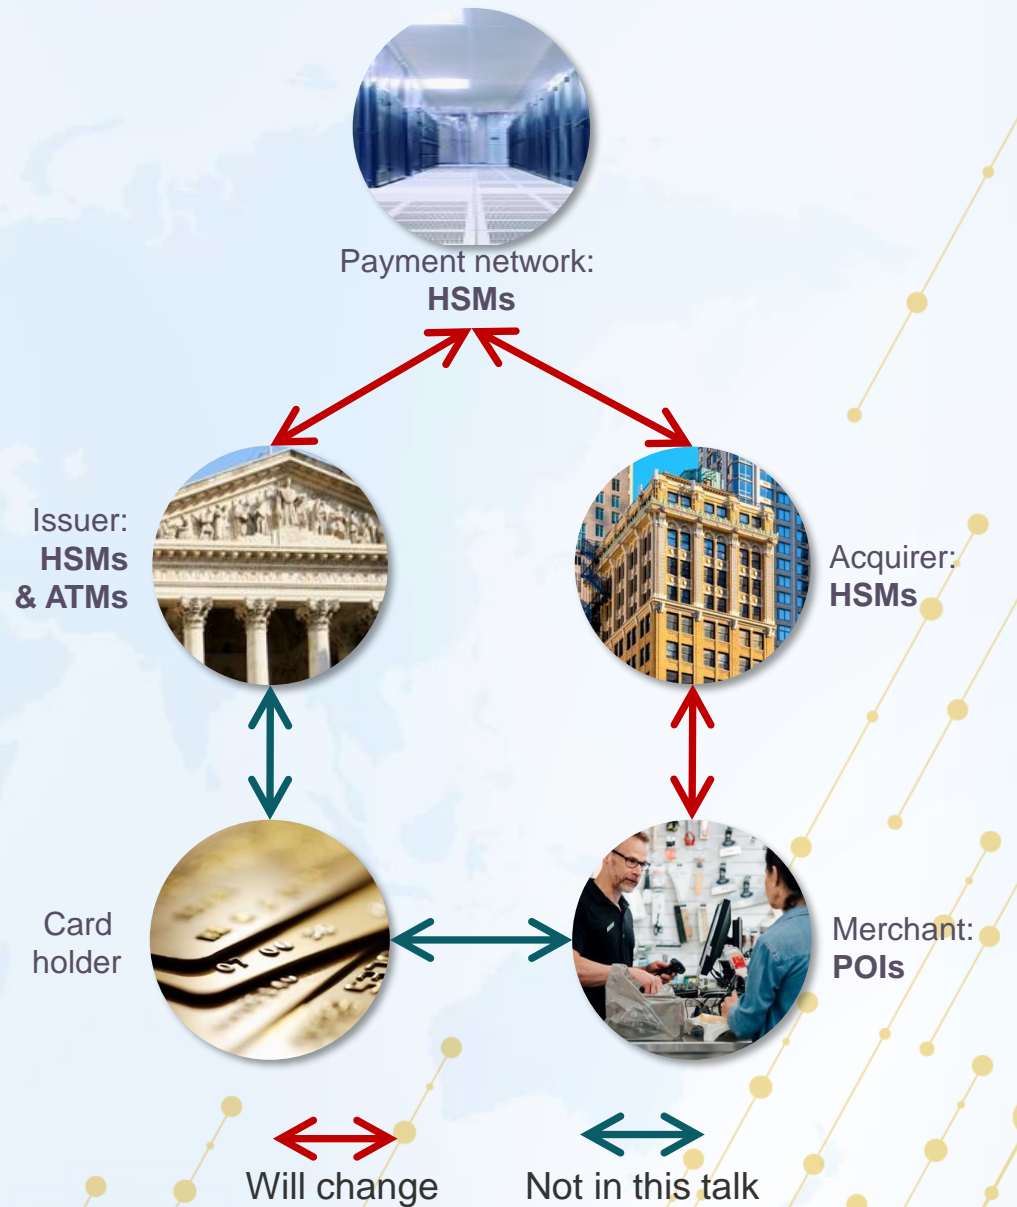 Payment network:
HSMs
Issuer:
HSMs
& ATMs
Acquirer:
HSMs
Card
holder
Merchant:
POIs
Will change
Not in this talk